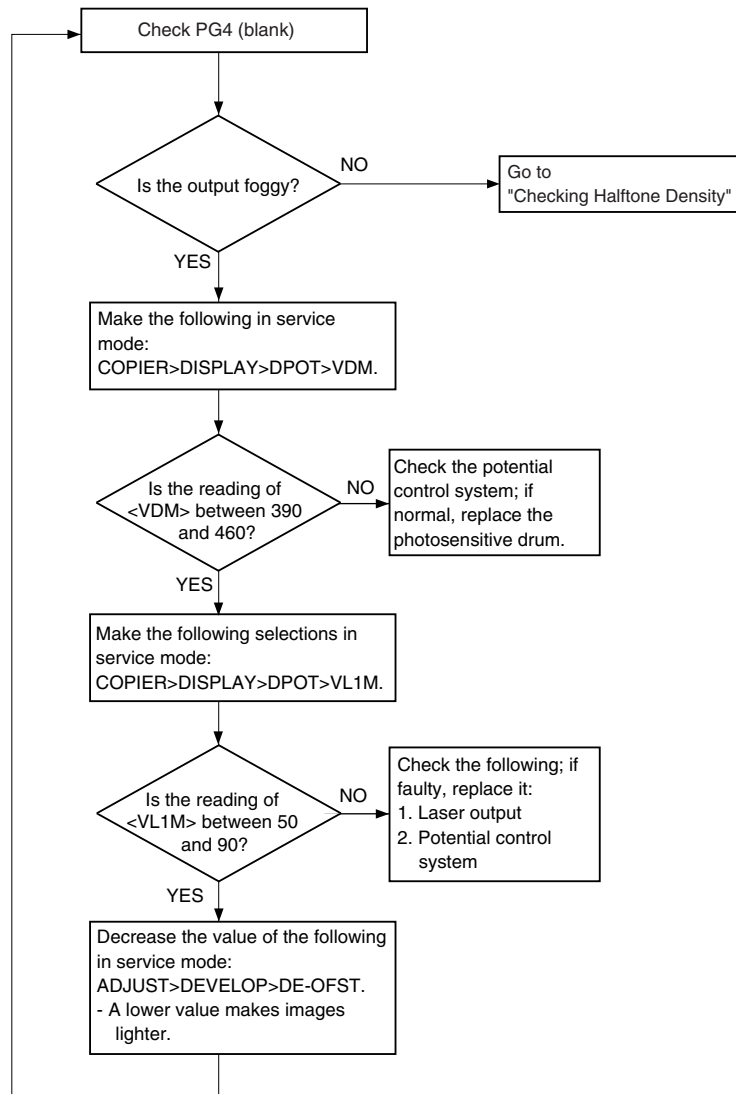 Check PG4 (blank)
Is the output foggy?
NO
Go to
"Checking Halftone Density"
YES
Make the following in service
mode:
COPIER>DISPLAY>DPOT>VDM.
Is the reading of
<VDM> between 390
and 460?
NO
Check the potential
control system; if
normal, replace the
photosensitive drum.
YES
Make the following selections in
service mode:
COPIER>DISPLAY>DPOT>VL1M.
Is the reading of
<VL1M> between 50
and 90?
NO
Check the following; if
faulty, replace it:
1. Laser output
2. Potential control
system
YES
Decrease the value of the following
in service mode:
ADJUST>DEVELOP>DE-OFST.
- A lower value makes images
lighter.